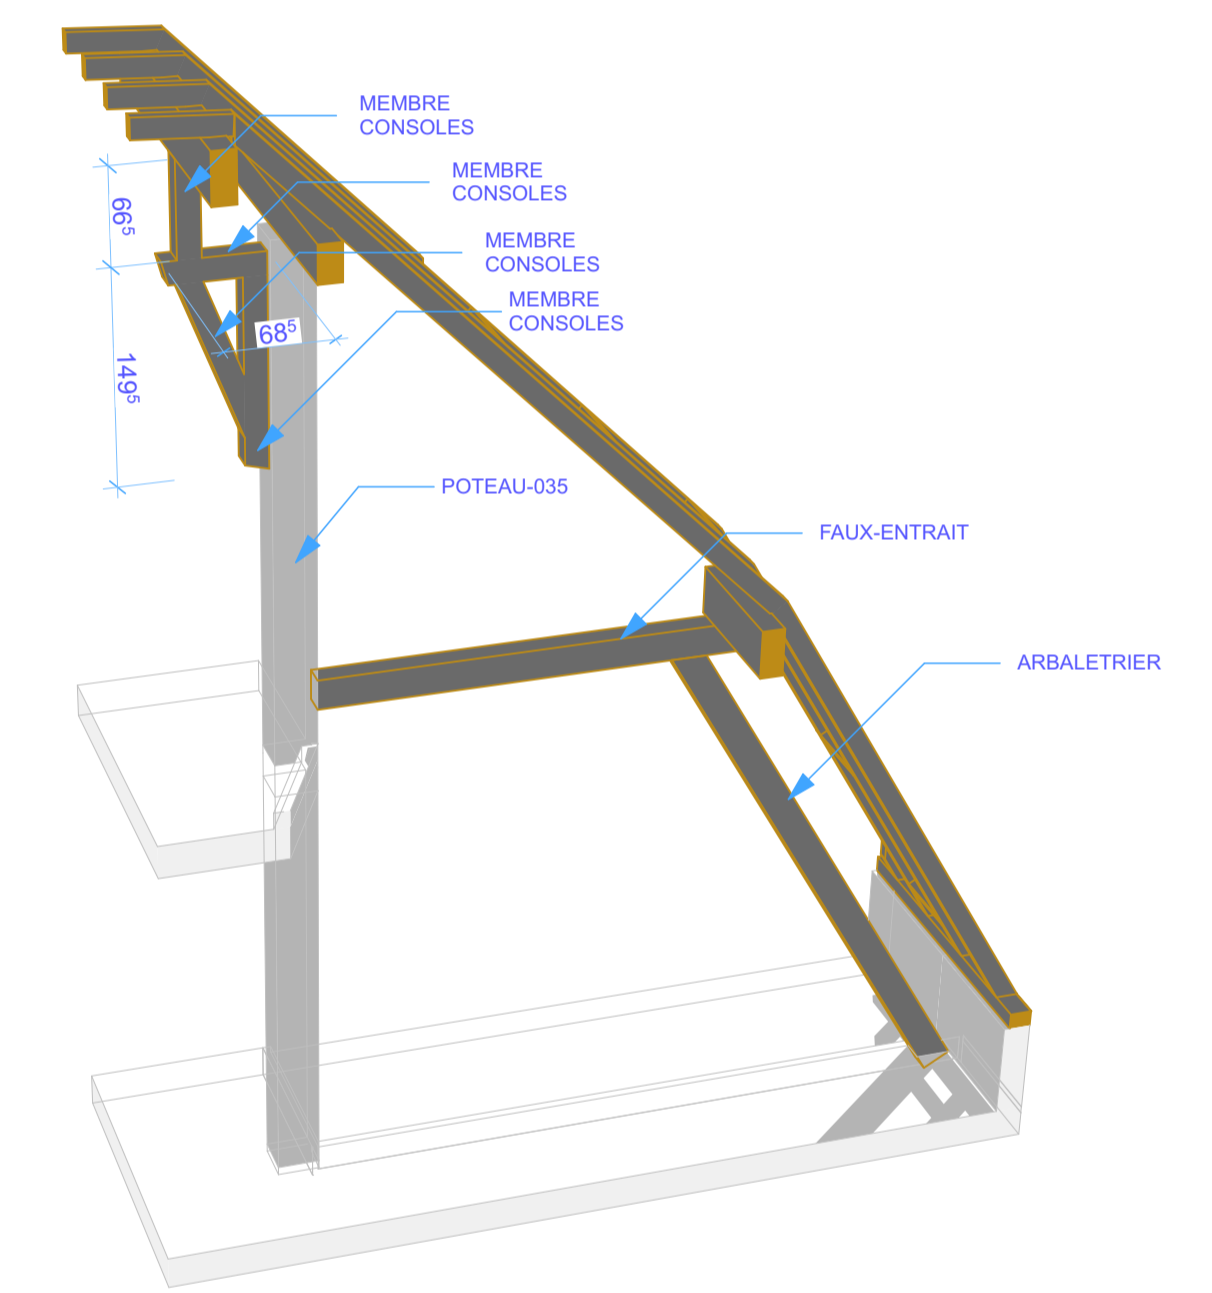 MEMBRE
CONSOLES
MEMBRE
CONSOLES
66⁵
MEMBRE
CONSOLES
MEMBRE
CONSOLES
68⁵
149⁵
POTEAU-035
FAUX-ENTRAIT
ARBALETRIER